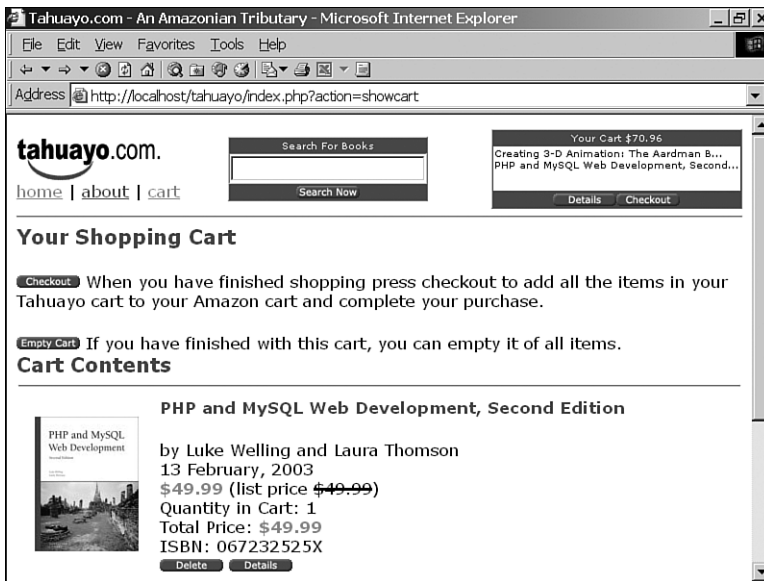 Tahuayo.com - An Amazonian Tributary - Microsoft Internet Explorer
File Edit View Favorites Tools Help
Address http://localhost/tahuayo/index.php?action=showcart
tahuayo.com.
home | about | cart
Search For Books
Search Now
Your Cart $70.96
Creating 3-D Animation: The Aardman B...
PHP and MySQL Web Development, Second...
Details Checkout
Your Shopping Cart
Checkout When you have finished shopping press checkout to add all the items in your
Tahuayo cart to your Amazon cart and complete your purchase.
Empty Cart If you have finished with this cart, you can empty it of all items.
Cart Contents
PHP and MySQL
Web Development
PHP and MySQL Web Development, Second Edition
by Luke Welling and Laura Thomson
13 February, 2003
$49.99 (list price $49.99)
Quantity in Cart: 1
Total Price: $49.99
ISBN: 067232525X
Delete Details